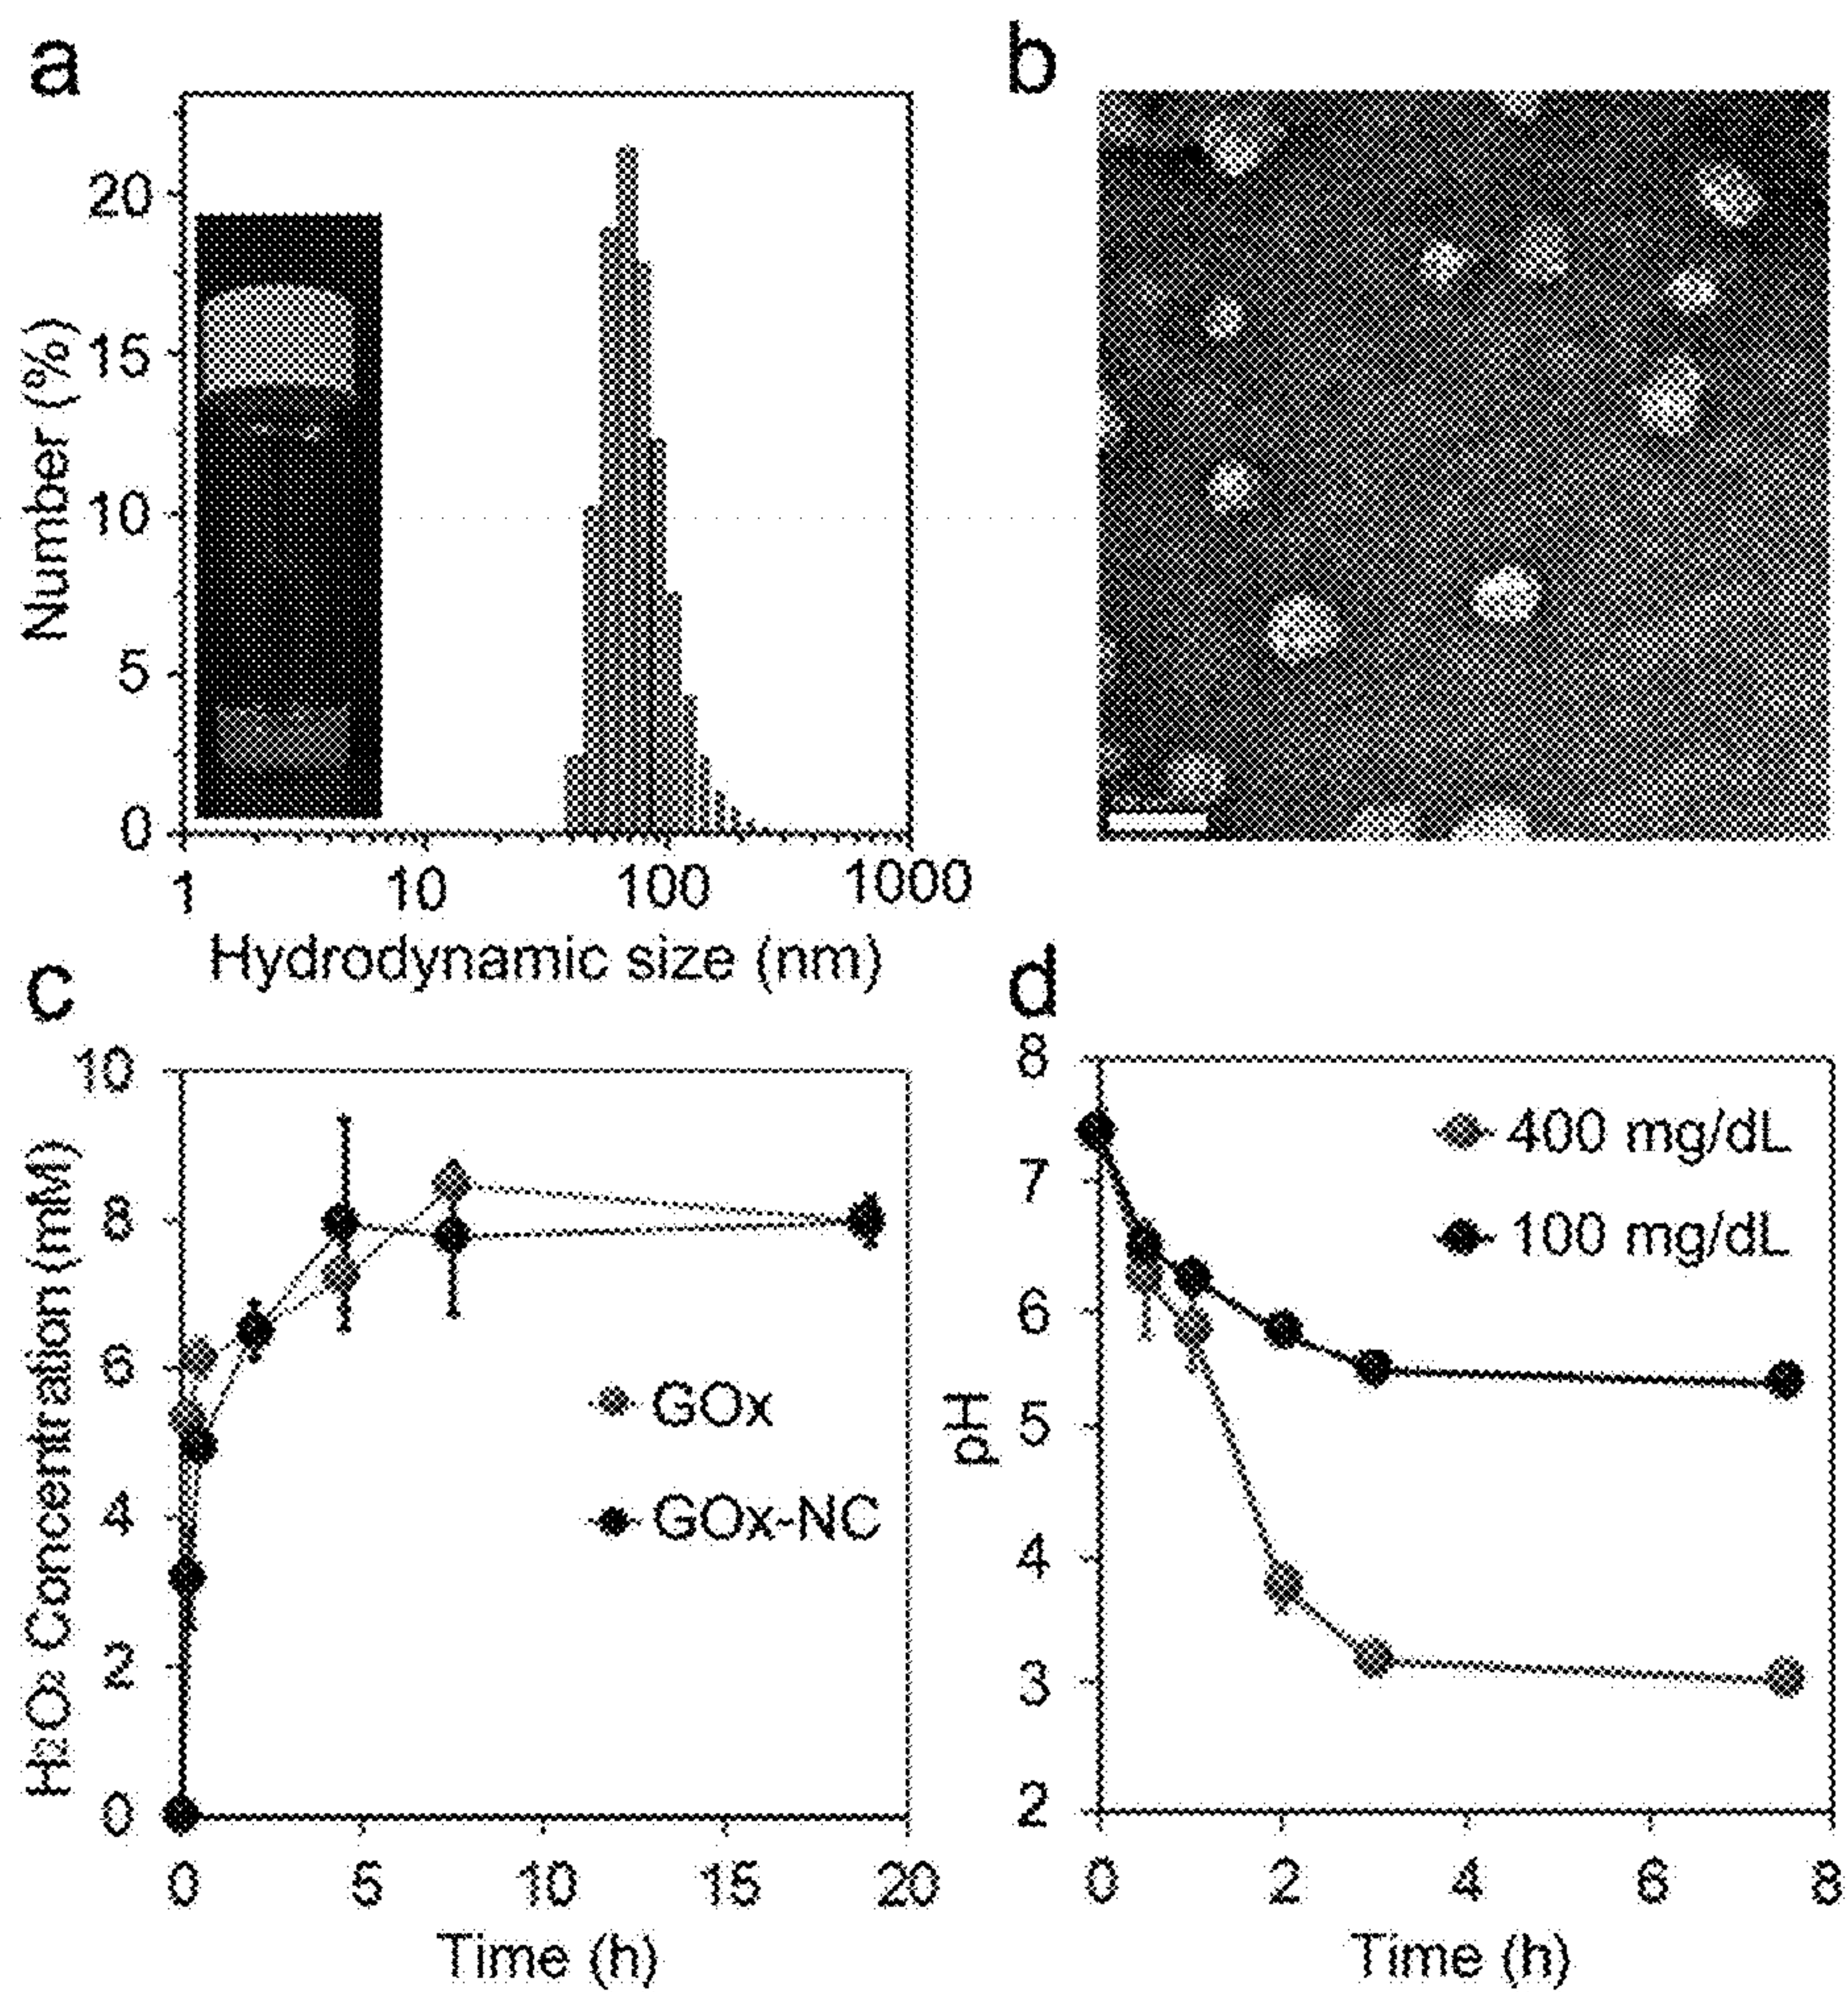 a
b
Number (%)
20
15
10
5
0
1 10 100 1000
Hydrodynamic size (nm)
c
H₂O₂ Concentration (mM)
10
8
6
4
2
0
GOx
GOx-NC
0 5 10 15 20
Time (h)
d
pH
8
7
6
5
4
3
2
400 mg/dL
100 mg/dL
0 2 4 6 8
Time (h)